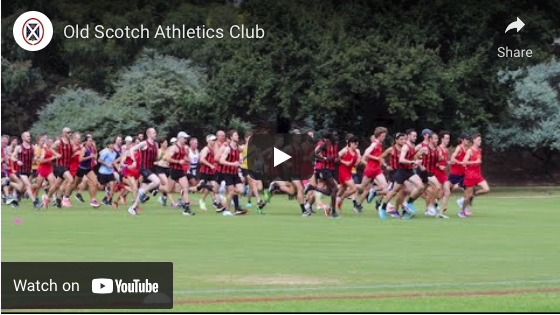 Old Scotch Athletics Club
Share
Watch on YouTube